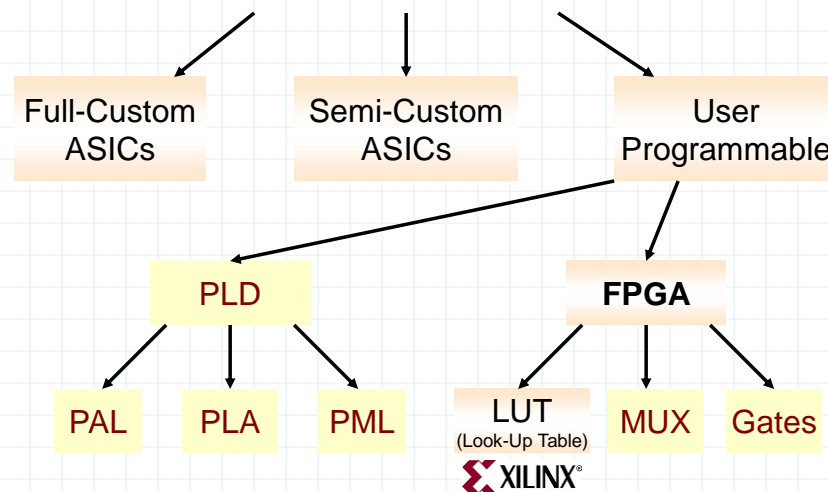 Full-Custom
ASICs
Semi-Custom
ASICs
User
Programmable
PLD
FPGA
PAL
PLA
PML
LUT
(Look-Up Table)
MUX
Gates
XILINX®